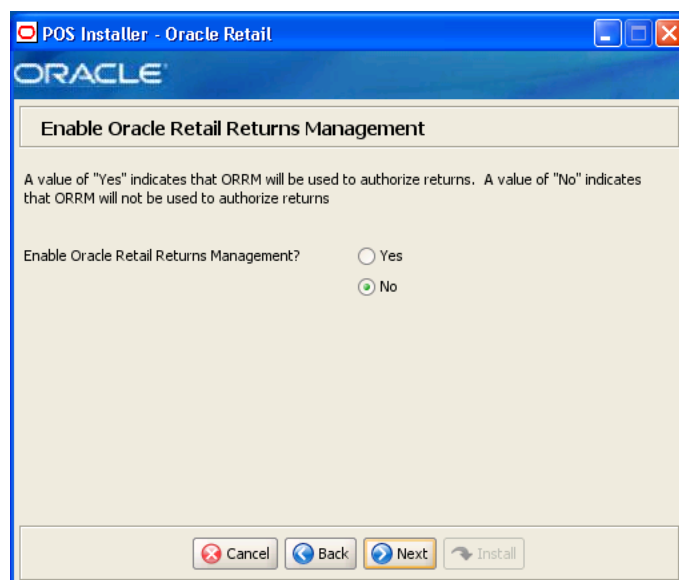 POS Installer - Oracle Retail
ORACLE
Enable Oracle Retail Returns Management
A value of "Yes" indicates that ORRM will be used to authorize returns. A value of "No" indicates
that ORRM will not be used to authorize returns
Enable Oracle Retail Returns Management? Yes
No
Cancel Back Next Install